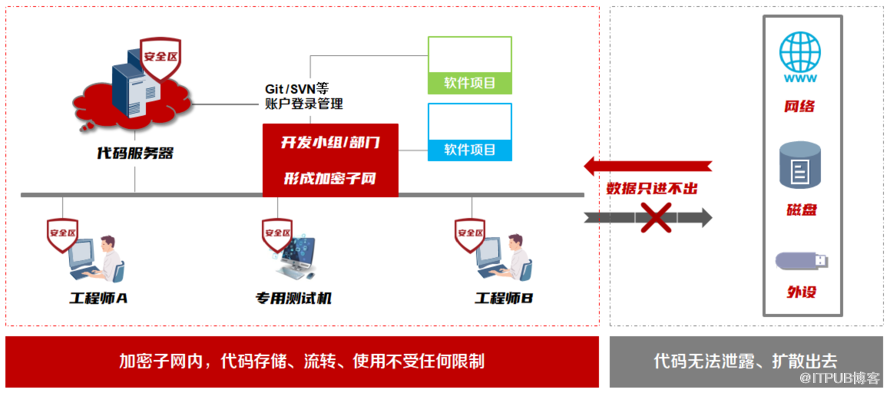 安全区
代码服务器
Git/SVN等
账户登录管理
软件项目
软件项目
开发小组/部门
形成加密子网
安全区
工程师A
安全区
专用测试机
安全区
工程师B
数据只进不出
WWW
网络
磁盘
外设
加密子网内，代码存储、流转、使用不受任何限制
代码无法泄露、扩散出去
@ITPUB博客